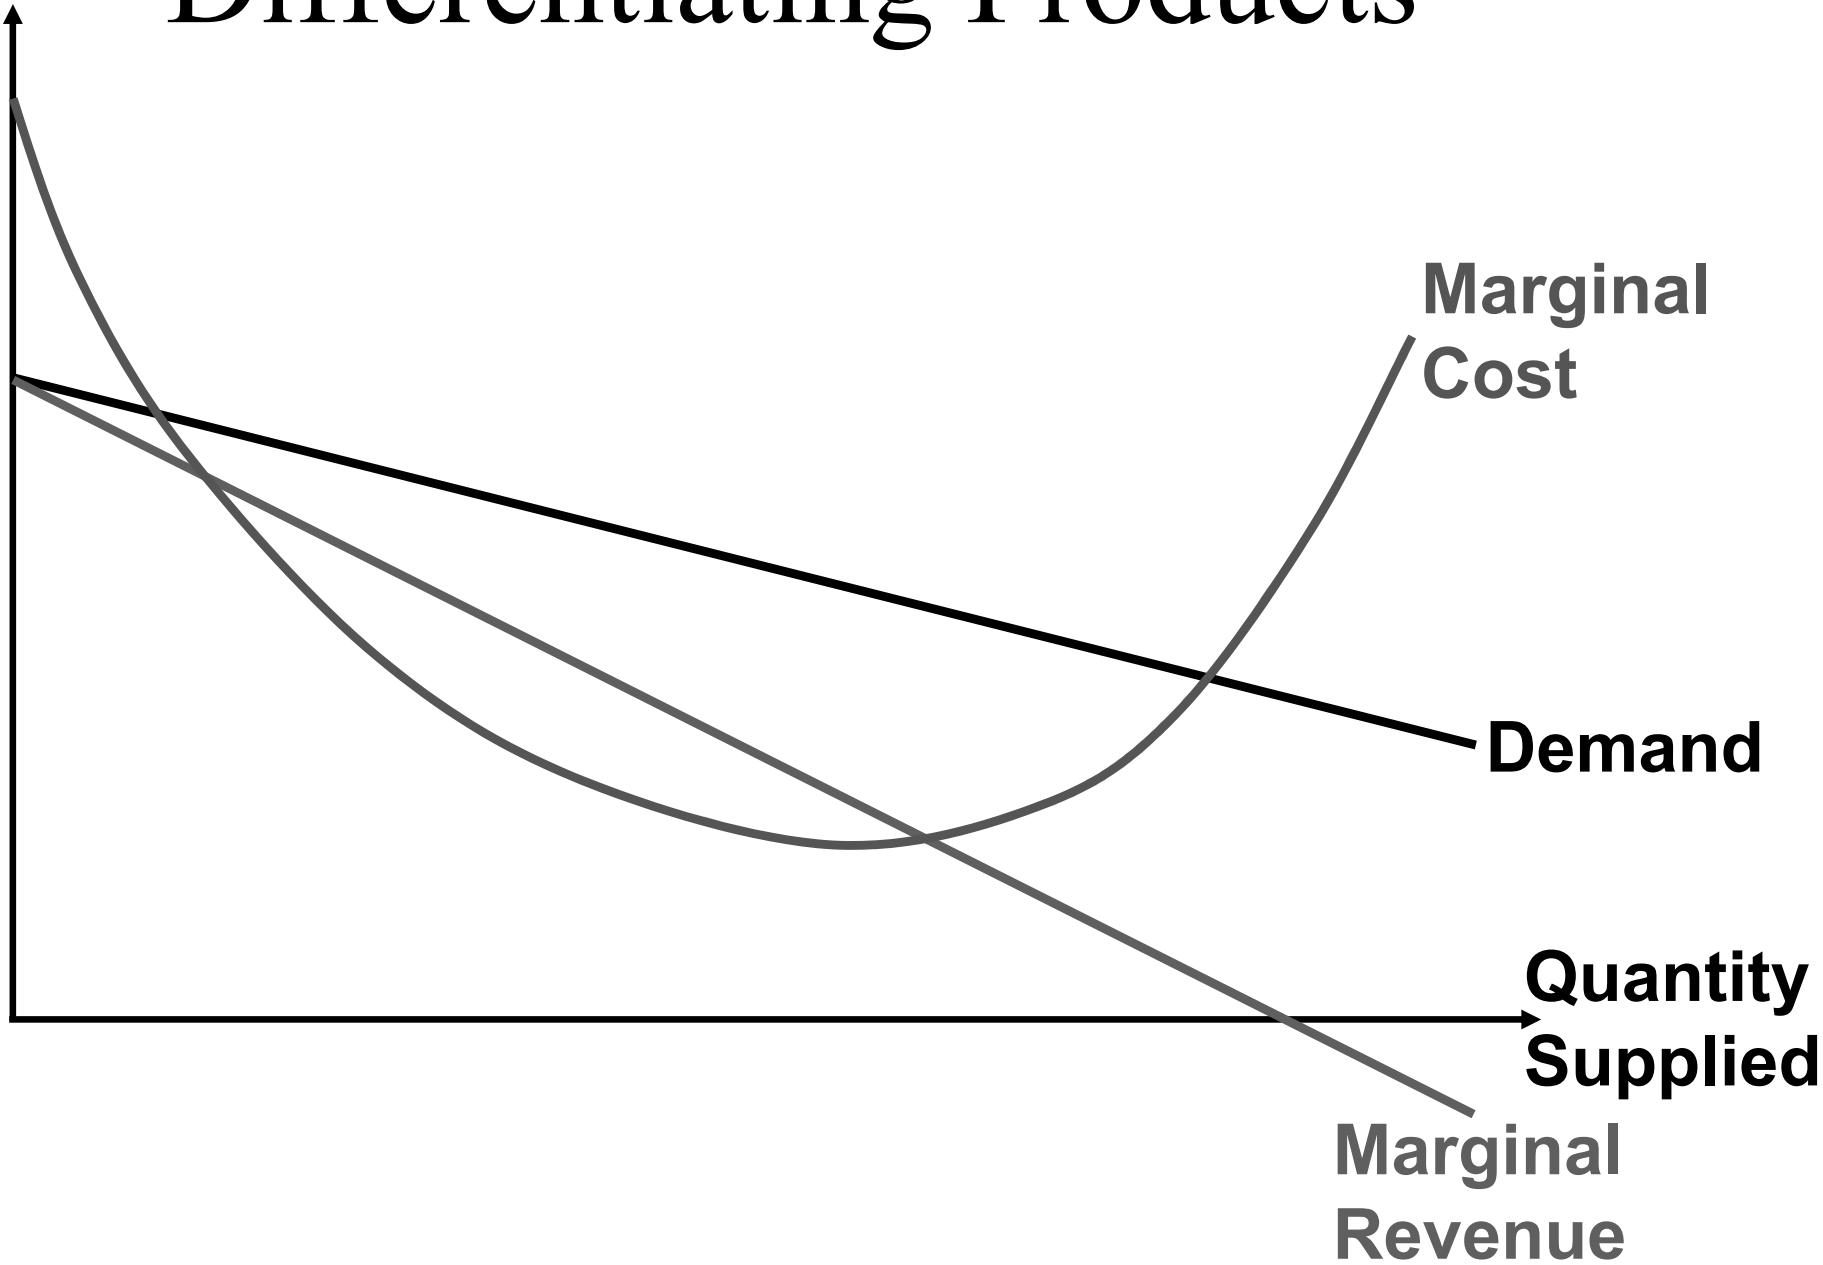 Differentiating Products
Marginal
Cost
Demand
Quantity
Supplied
Marginal
Revenue